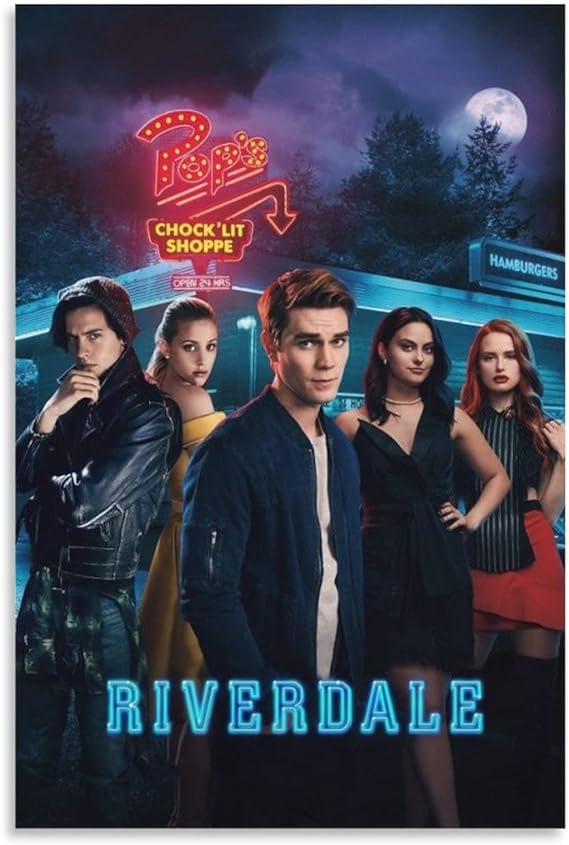 Pop's
CHOCK'LIT
SHOPPE
OPEN 24 HRS
HAMBURGERS
RIVERDALE